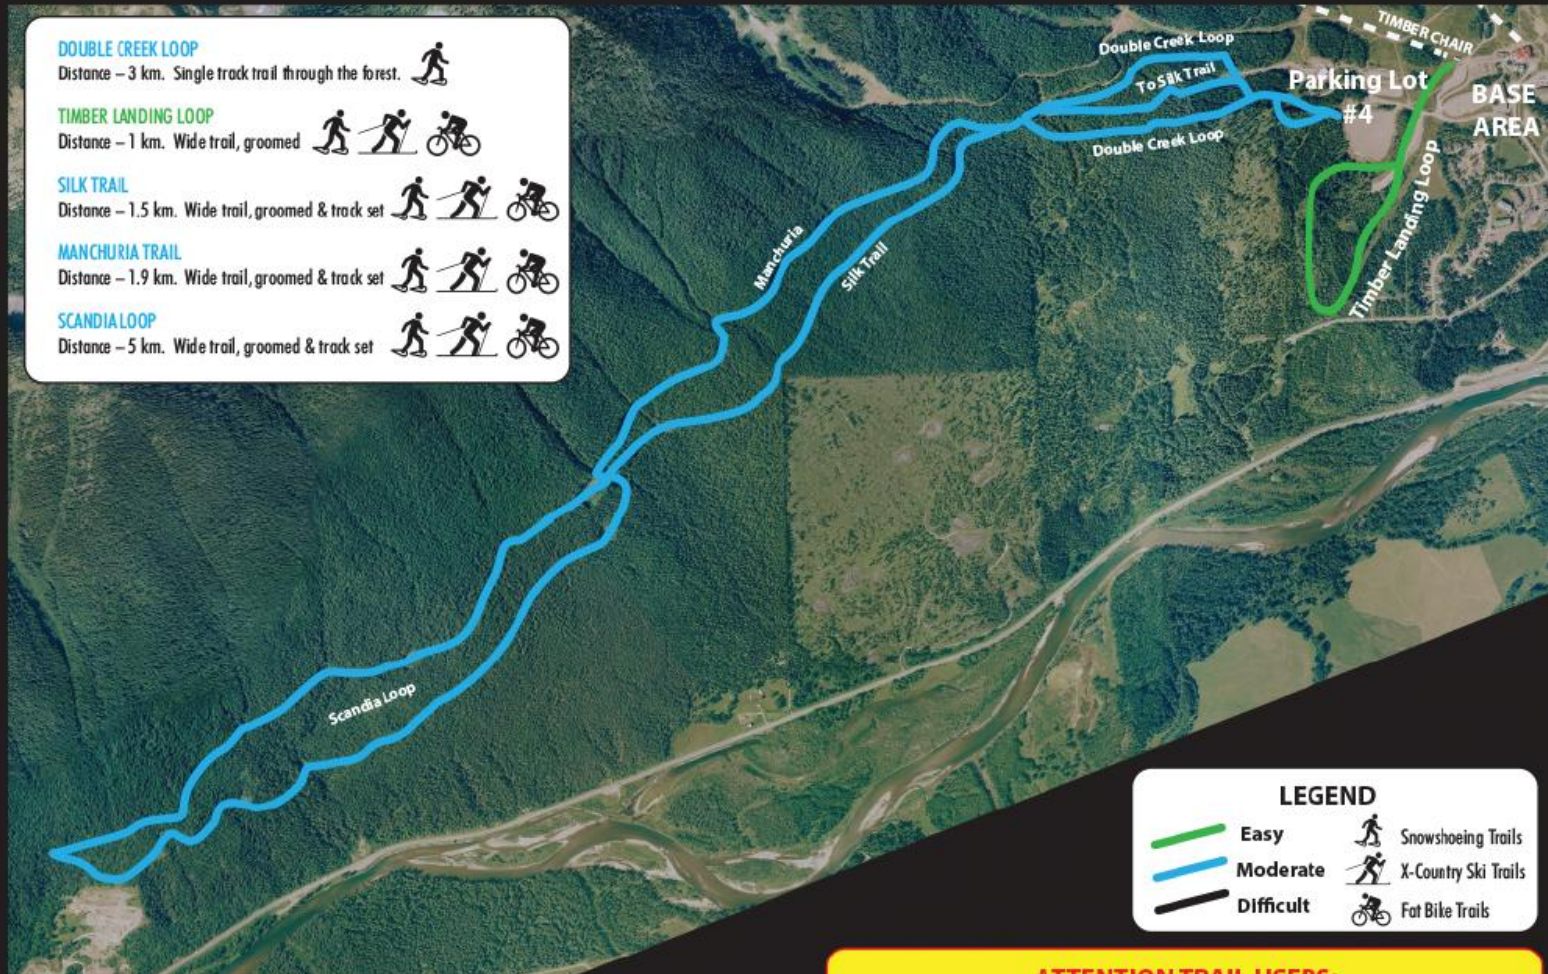 DOUBLE CREEK LOOP
Distance – 3 km. Single track trail through the forest.
TIMBER LANDING LOOP
Distance – 1 km. Wide trail, groomed
SILK TRAIL
Distance – 1.5 km. Wide trail, groomed & track set
MANCHURIA TRAIL
Distance – 1.9 km. Wide trail, groomed & track set
SCANDIA LOOP
Distance – 5 km. Wide trail, groomed & track set
TIMBER CHAIR
Double Creek Loop
To Silk Trail
Parking Lot
#4
BASE
AREA
Double Creek Loop
Timber Landing Loop
Manchuria
Silk Trail
Scandia Loop
LEGEND
Easy
Snowshoeing Trails
Moderate
X-Country Ski Trails
Difficult
Fat Bike Trails
ATTENTION TRAIL USERS: